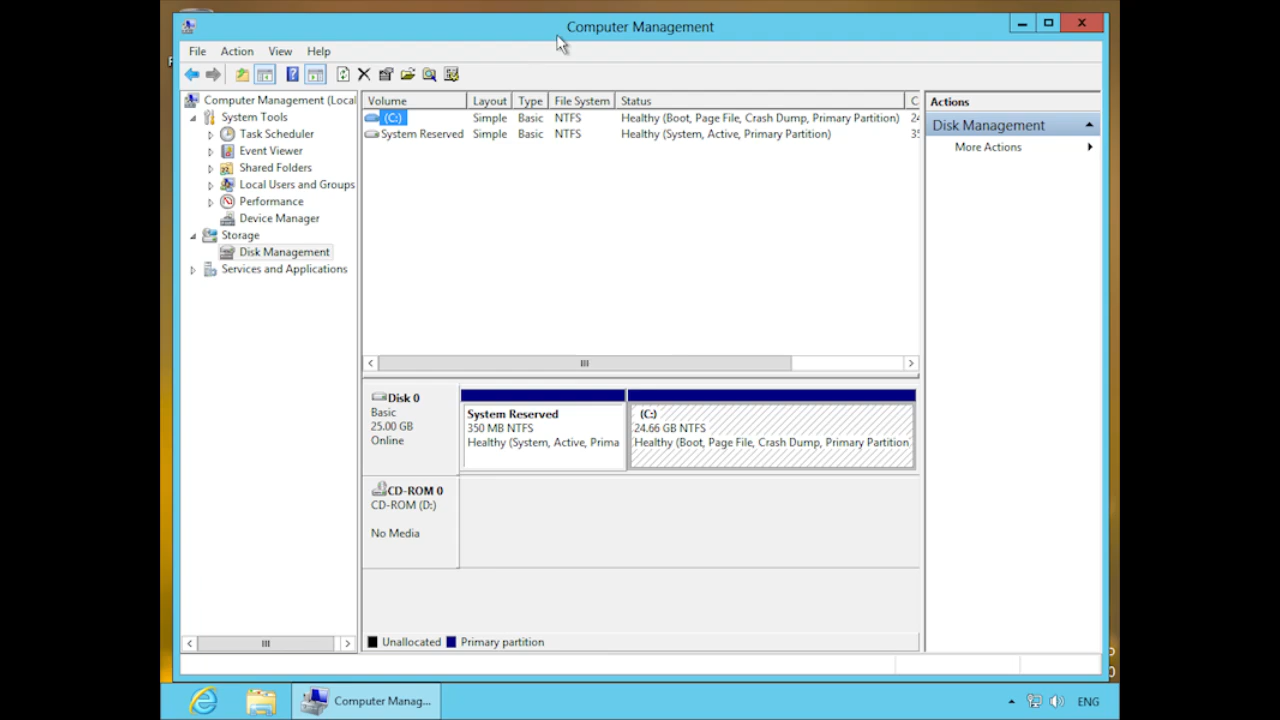 Computer Management
File Action View Help
Computer Management (Local
System Tools
Task Scheduler
Event Viewer
Shared Folders
Local Users and Groups
Performance
Device Manager
Storage
Disk Management
Services and Applications
Volume Layout Type File System Status C
(C:) Simple Basic NTFS Healthy (Boot, Page File, Crash Dump, Primary Partition) 24
System Reserved Simple Basic NTFS Healthy (System, Active, Primary Partition) 35
Disk 0
Basic
25.00 GB
Online
System Reserved
350 MB NTFS
Healthy (System, Active, Prima
(C:)
24.66 GB NTFS
Healthy (Boot, Page File, Crash Dump, Primary Partition
CD-ROM 0
CD-ROM (D:)
No Media
Unallocated Primary partition
Actions
Disk Management
More Actions
Computer Manag...
ENG